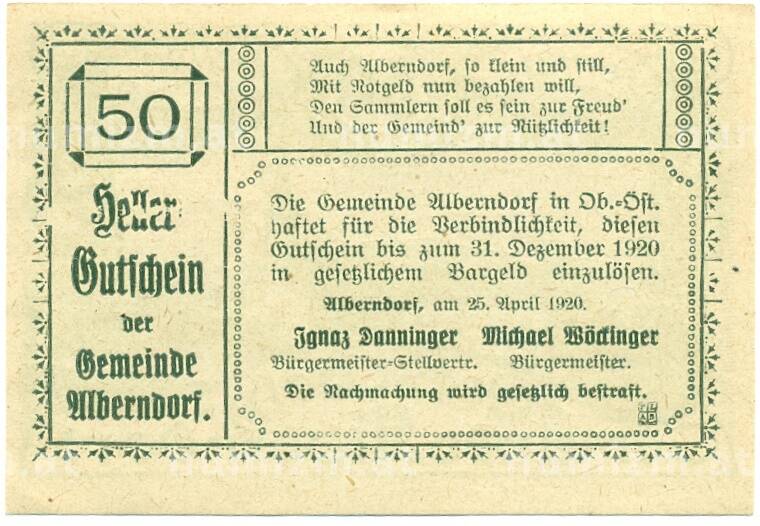 50
Heller
Gutschein
der
Gemeinde
Alberndorf.
Auch Alberndorf, so klein und still,
Mit Notgeld nun bezahlen will,
Den Sammlern soll es sein zur Freud'
Und der Gemeind' zur Nützlichkeit!
Die Gemeinde Alberndorf in Ob.-Öst.
haftet für die Verbindlichkeit, diesen
Gutschein bis zum 31. Dezember 1920
in gesetzlichem Bargeld einzulösen.
Alberndorf, am 25. April 1920.
Ignaz Danninger Michael Wöckinger
Bürgermeister-Stellvertr. Bürgermeister.
Die Nachmachung wird gesetzlich bestraft.